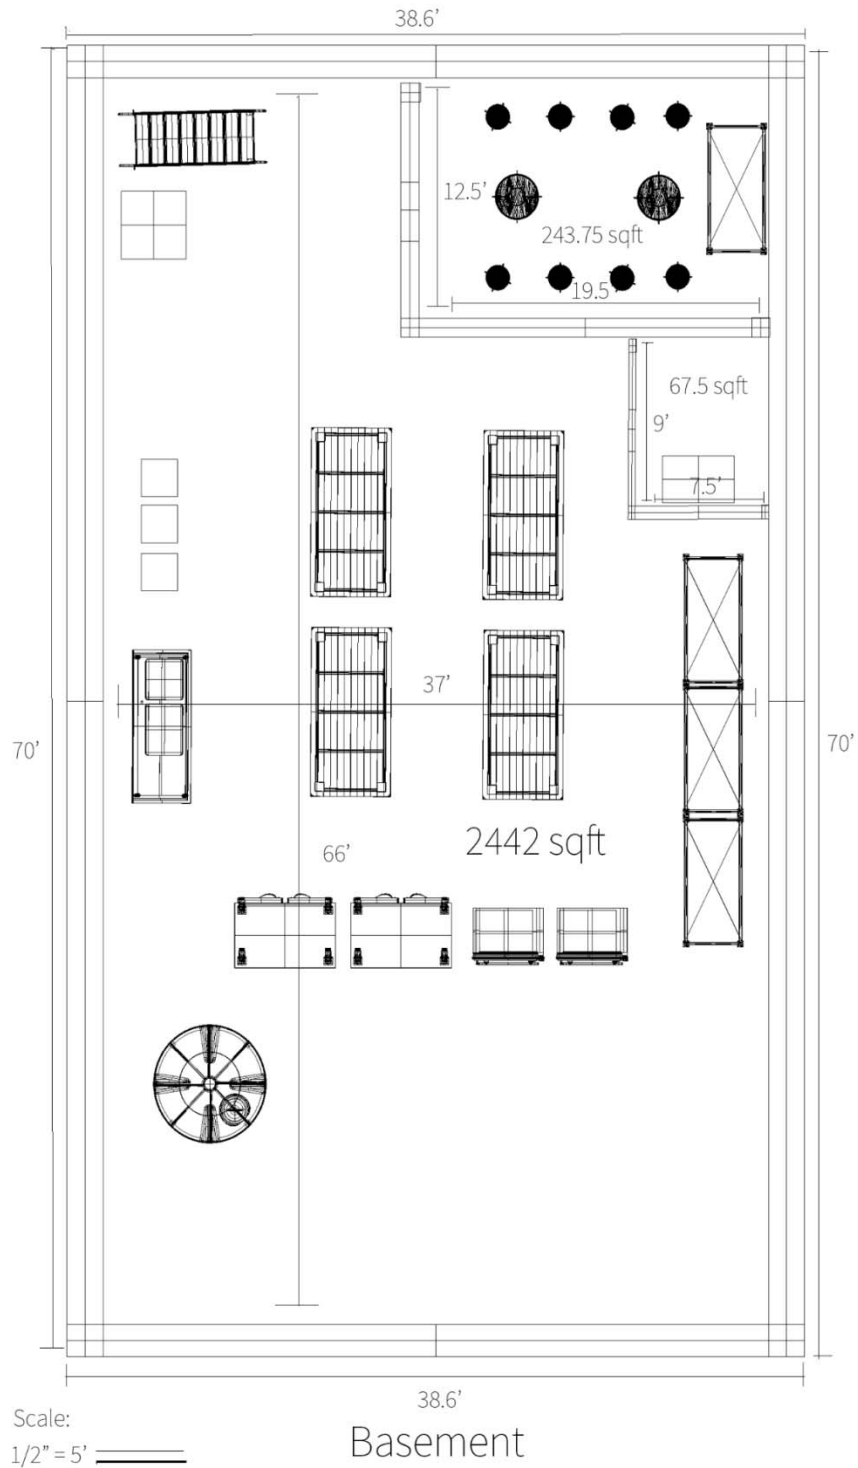 38.6’
12.5’
243.75 sqft
19.5’
67.5 sqft
9’
7.5’
37’
70’
70’
2442 sqft
66’
38.6’
Scale:
1/2” = 5’
Basement